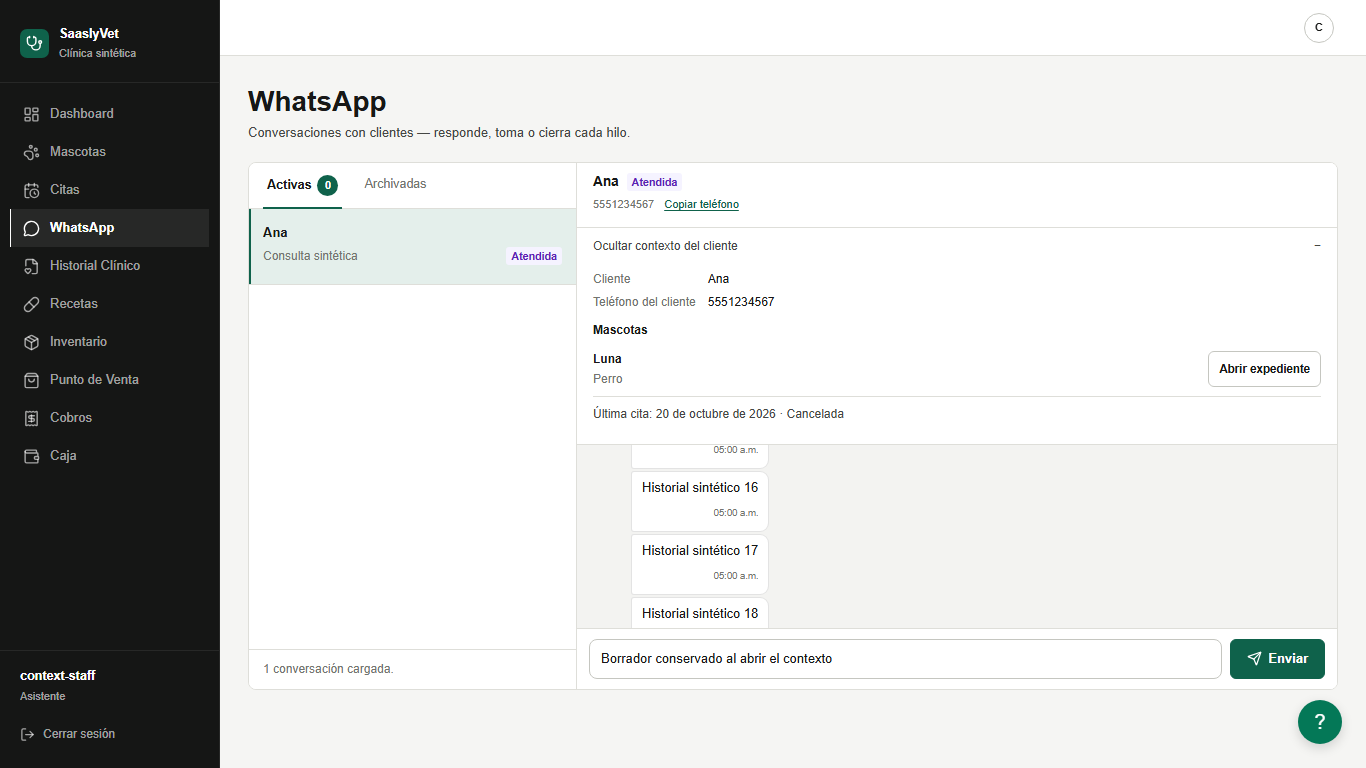 SaaslyVet
Clínica sintética
Dashboard
Mascotas
Citas
WhatsApp
Historial Clínico
Recetas
Inventario
Punto de Venta
Cobros
Caja
context-staff
Asistente
Cerrar sesión
C
WhatsApp
Conversaciones con clientes — responde, toma o cierra cada hilo.
Activas 0 Archivadas
Ana
Consulta sintética Atendida
1 conversación cargada.
Ana Atendida
5551234567 Copiar teléfono
Ocultar contexto del cliente −
Cliente Ana
Teléfono del cliente 5551234567
Mascotas
Luna
Perro
Abrir expediente
Última cita: 20 de octubre de 2026 · Cancelada
05:00 a.m.
Historial sintético 16
05:00 a.m.
Historial sintético 17
05:00 a.m.
Historial sintético 18
Borrador conservado al abrir el contexto
Enviar
?